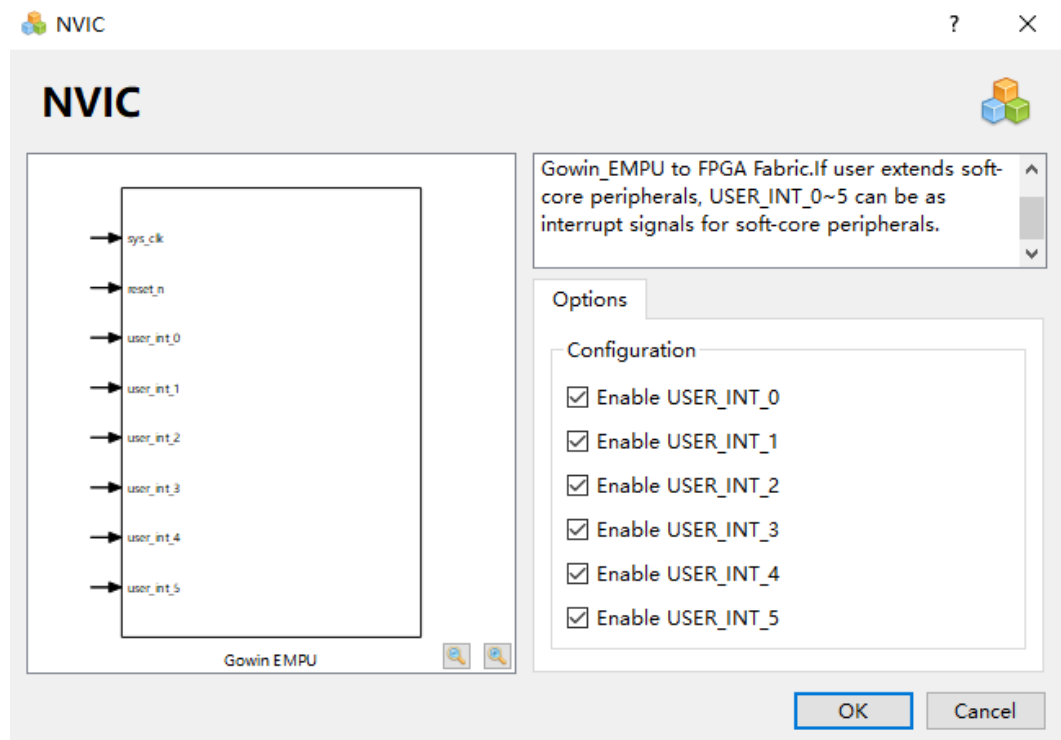 NVIC
?
NVIC
sys_clk
reset_n
user_int_0
user_int_1
user_int_2
user_int_3
user_int_4
user_int_5
Gowin EMPU
Gowin_EMPU to FPGA Fabric.If user extends soft-
core peripherals, USER_INT_0~5 can be as
interrupt signals for soft-core peripherals.
Options
Configuration
Enable USER_INT_0
Enable USER_INT_1
Enable USER_INT_2
Enable USER_INT_3
Enable USER_INT_4
Enable USER_INT_5
OK
Cancel